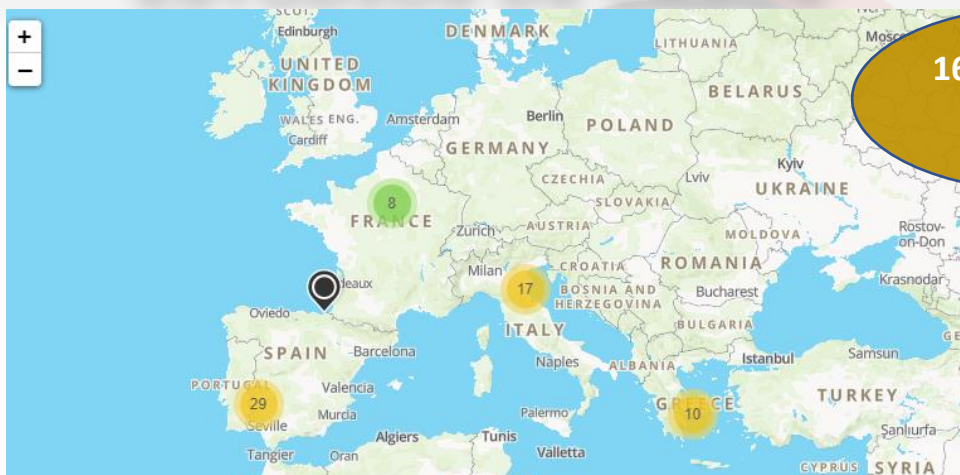 +
−
Edinburgh
DENMARK
LITHUANIA
UNITED
KINGDOM
BELARUS
16
WALES ENG.
Cardiff
Amsterdam
Berlin
POLAND
GERMANY
Kyiv
Lviv
UKRAINE
CZECHIA
SLOVAKIA
8
FRANCE
Zurich
AUSTRIA
MOLDOVA
Rostov-
on-Don
Milan
CROATIA
ROMANIA
Krasnodar
17
BOSNIA AND
HERZEGOVINA
Bucharest
Oviedo
ITALY
BULGARIA
SPAIN
Barcelona
Naples
ALBANIA
Istanbul
Samsun
PORTUGAL
Valencia
29
Seville
Murcia
Palermo
GREECE
10
TURKEY
Şanlıurfa
Tangier
Oran
Algiers
Tunis
Valletta
CYPRUS
SYRIA